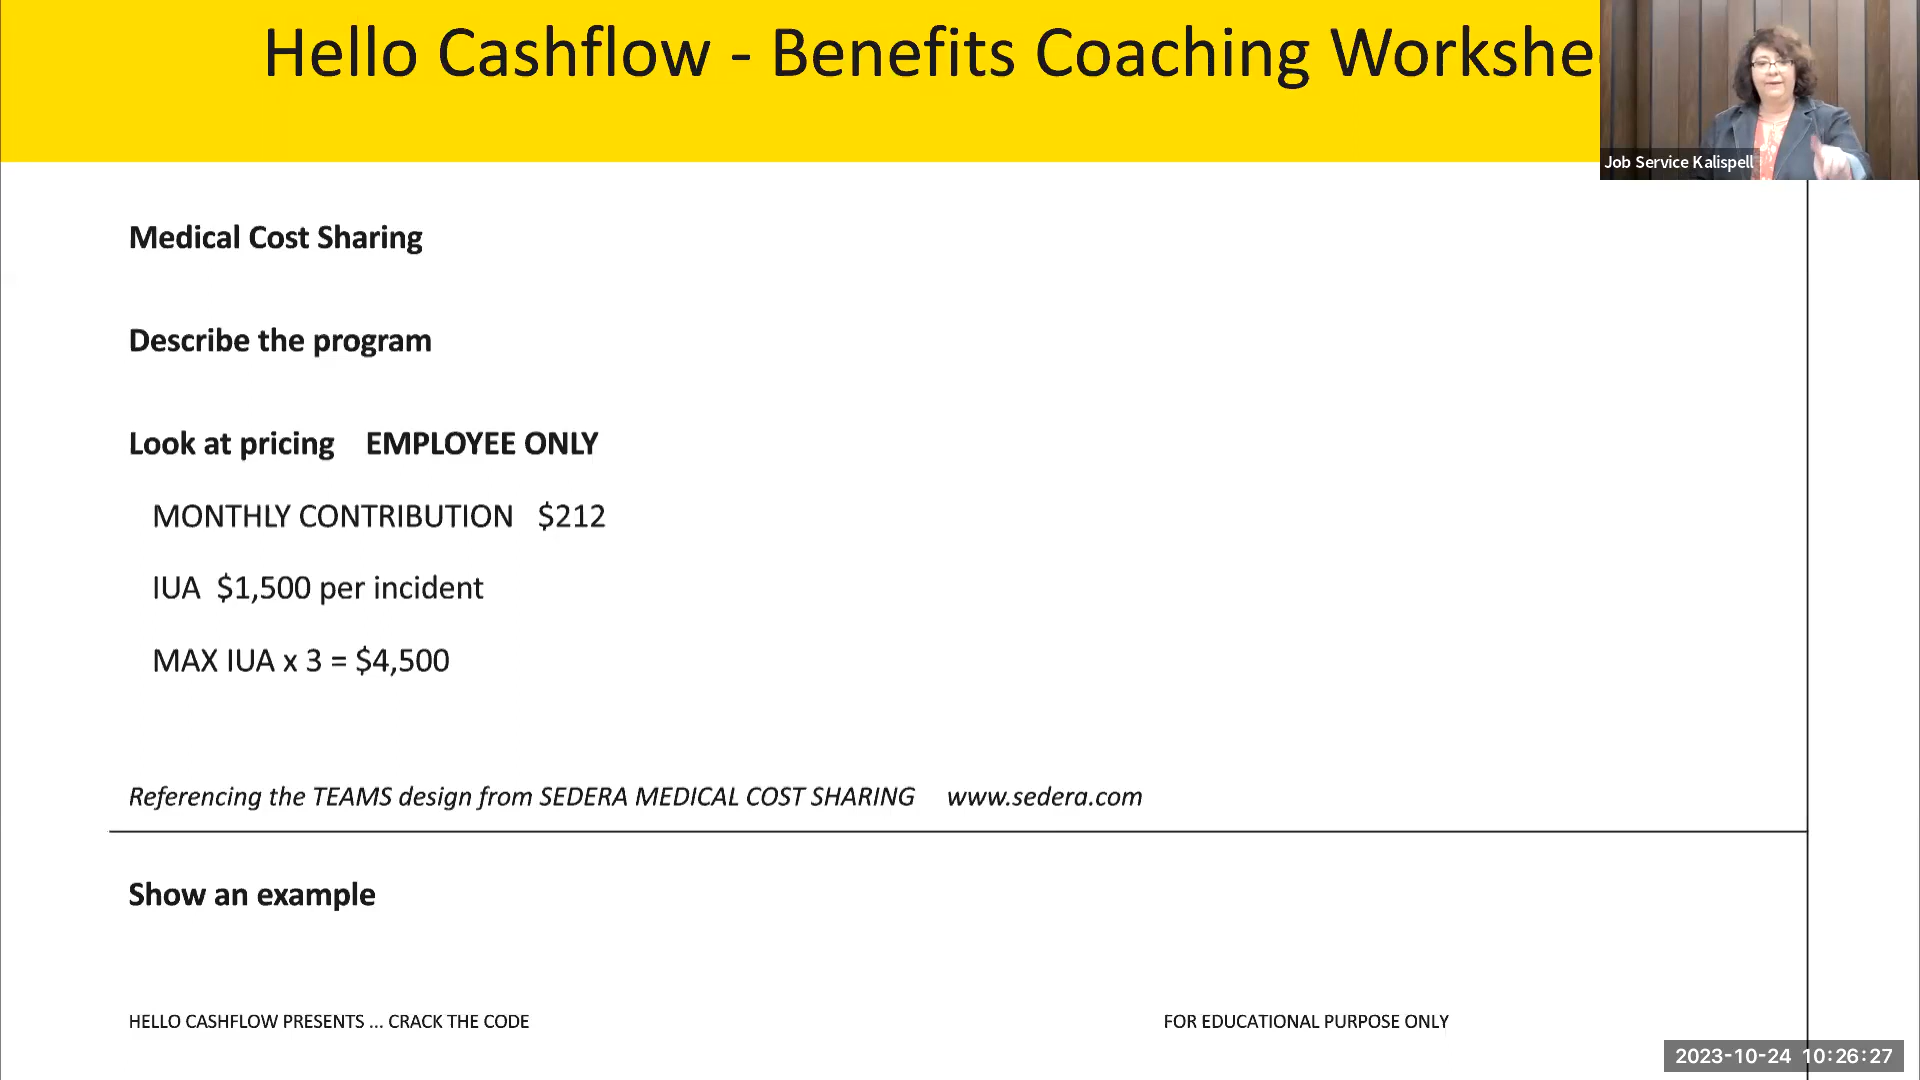 Hello Cashflow - Benefits Coaching Workshe
Job Service Kalispell
Medical Cost Sharing
Describe the program
Look at pricing EMPLOYEE ONLY
MONTHLY CONTRIBUTION $212
IUA $1,500 per incident
MAX IUA x 3 = $4,500
Referencing the TEAMS design from SEDERA MEDICAL COST SHARING www.sedera.com
Show an example
HELLO CASHFLOW PRESENTS ... CRACK THE CODE FOR EDUCATIONAL PURPOSE ONLY
2023-10-24 10:26:27